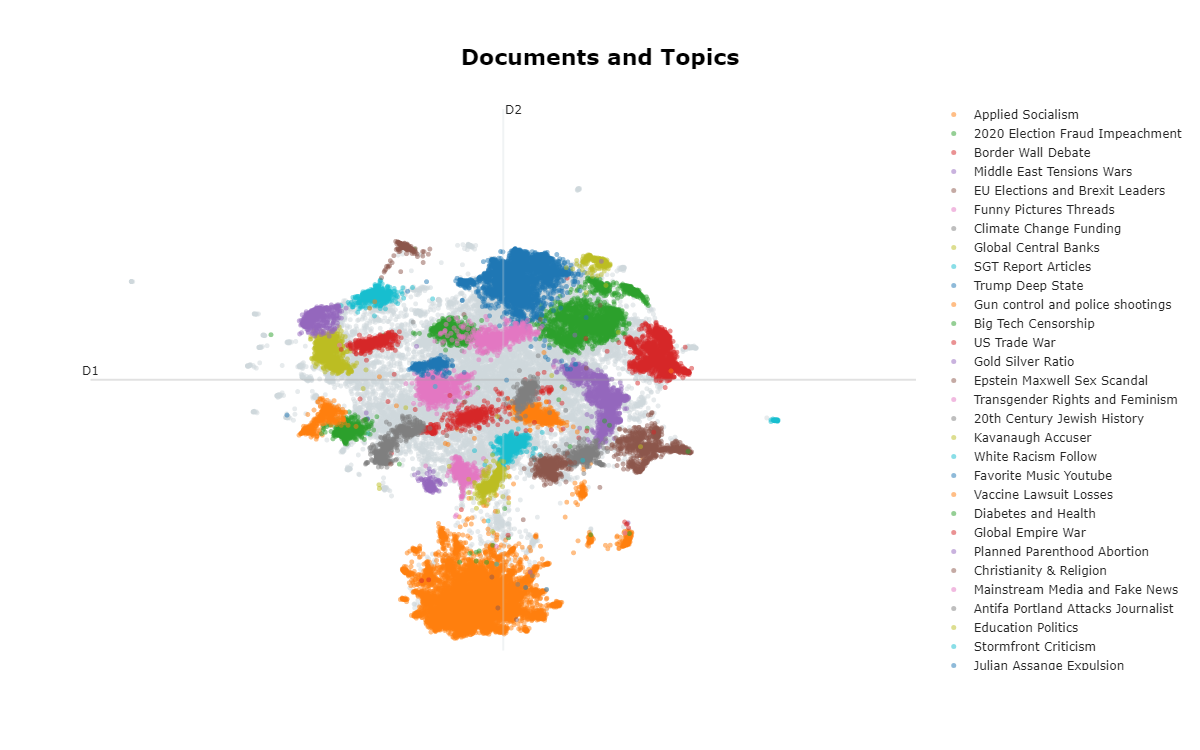 Documents and Topics
D2
D1
Applied Socialism
2020 Election Fraud Impeachment
Border Wall Debate
Middle East Tensions Wars
EU Elections and Brexit Leaders
Funny Pictures Threads
Climate Change Funding
Global Central Banks
SGT Report Articles
Trump Deep State
Gun control and police shootings
Big Tech Censorship
US Trade War
Gold Silver Ratio
Epstein Maxwell Sex Scandal
Transgender Rights and Feminism
20th Century Jewish History
Kavanaugh Accuser
White Racism Follow
Favorite Music Youtube
Vaccine Lawsuit Losses
Diabetes and Health
Global Empire War
Planned Parenthood Abortion
Christianity & Religion
Mainstream Media and Fake News
Antifa Portland Attacks Journalist
Education Politics
Stormfront Criticism
Julian Assange Expulsion